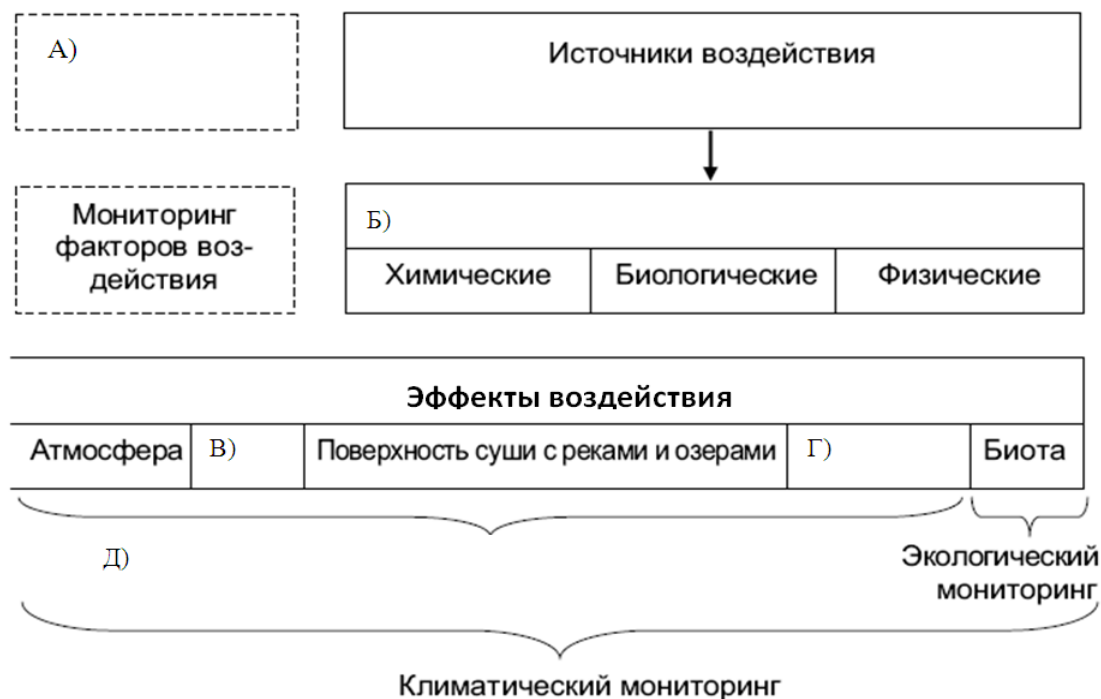 А)
Источники воздействия
Мониторинг
факторов воз-
действия
Б)
Химические
Биологические
Физические
Эффекты воздействия
Атмосфера
В)
Поверхность суши с реками и озерами
Г)
Биота
Д)
Экологический
мониторинг
Климатический мониторинг